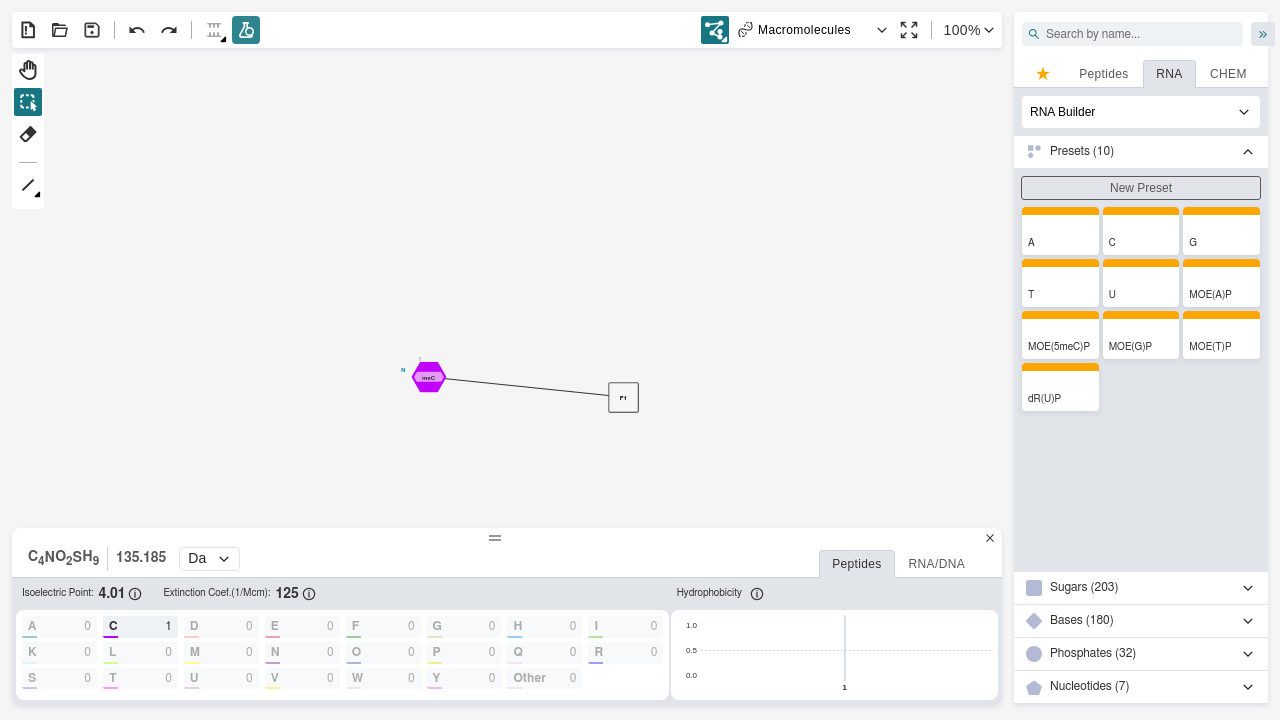 Macromolecules
100%
Search by name...
Peptides RNA CHEM
RNA Builder
Presets (10)
New Preset
A C G
T U MOE(A)P
MOE(5meC)P MOE(G)P MOE(T)P
dR(U)P
Sugars (203)
Bases (180)
Phosphates (32)
Nucleotides (7)
1
N
meC
F1
C4NO2SH9 135.185 Da
Peptides RNA/DNA
Isoelectric Point: 4.01 Extinction Coef.(1/Mcm): 125 Hydrophobicity
A 0 C 1 D 0 E 0 F 0 G 0 H 0 I 0
K 0 L 0 M 0 N 0 O 0 P 0 Q 0 R 0
S 0 T 0 U 0 V 0 W 0 Y 0 Other 0
1.0
0.5
0.0
1